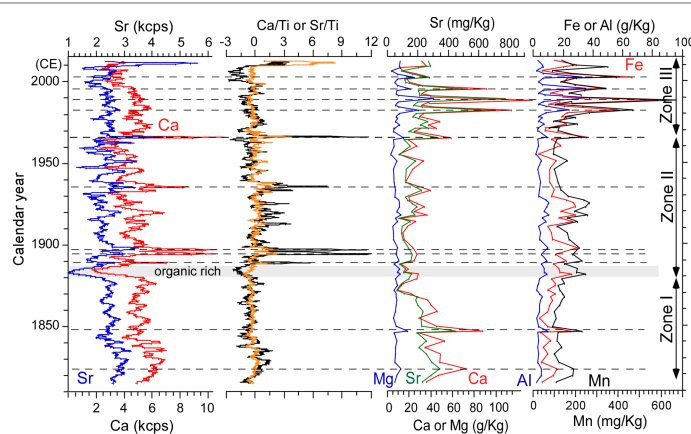 Sr (kcps) Ca/Ti or Sr/Ti Sr (mg/Kg) Fe or Al (g/Kg)
1 2 3 4 5 6 -3 0 3 6 9 12 0 200 400 600 800 0 20 40 60 80 100
(CE)
2000
1950
1900
1850
Calendar year
Ca
Fe
Zone III
Zone II
organic rich
Zone I
Sr Mg Sr Ca Al Mn
2 4 6 8 10 0 20 40 60 80 100 120 0 200 400 600
Ca (kcps) Ca or Mg (g/Kg) Mn (mg/Kg)